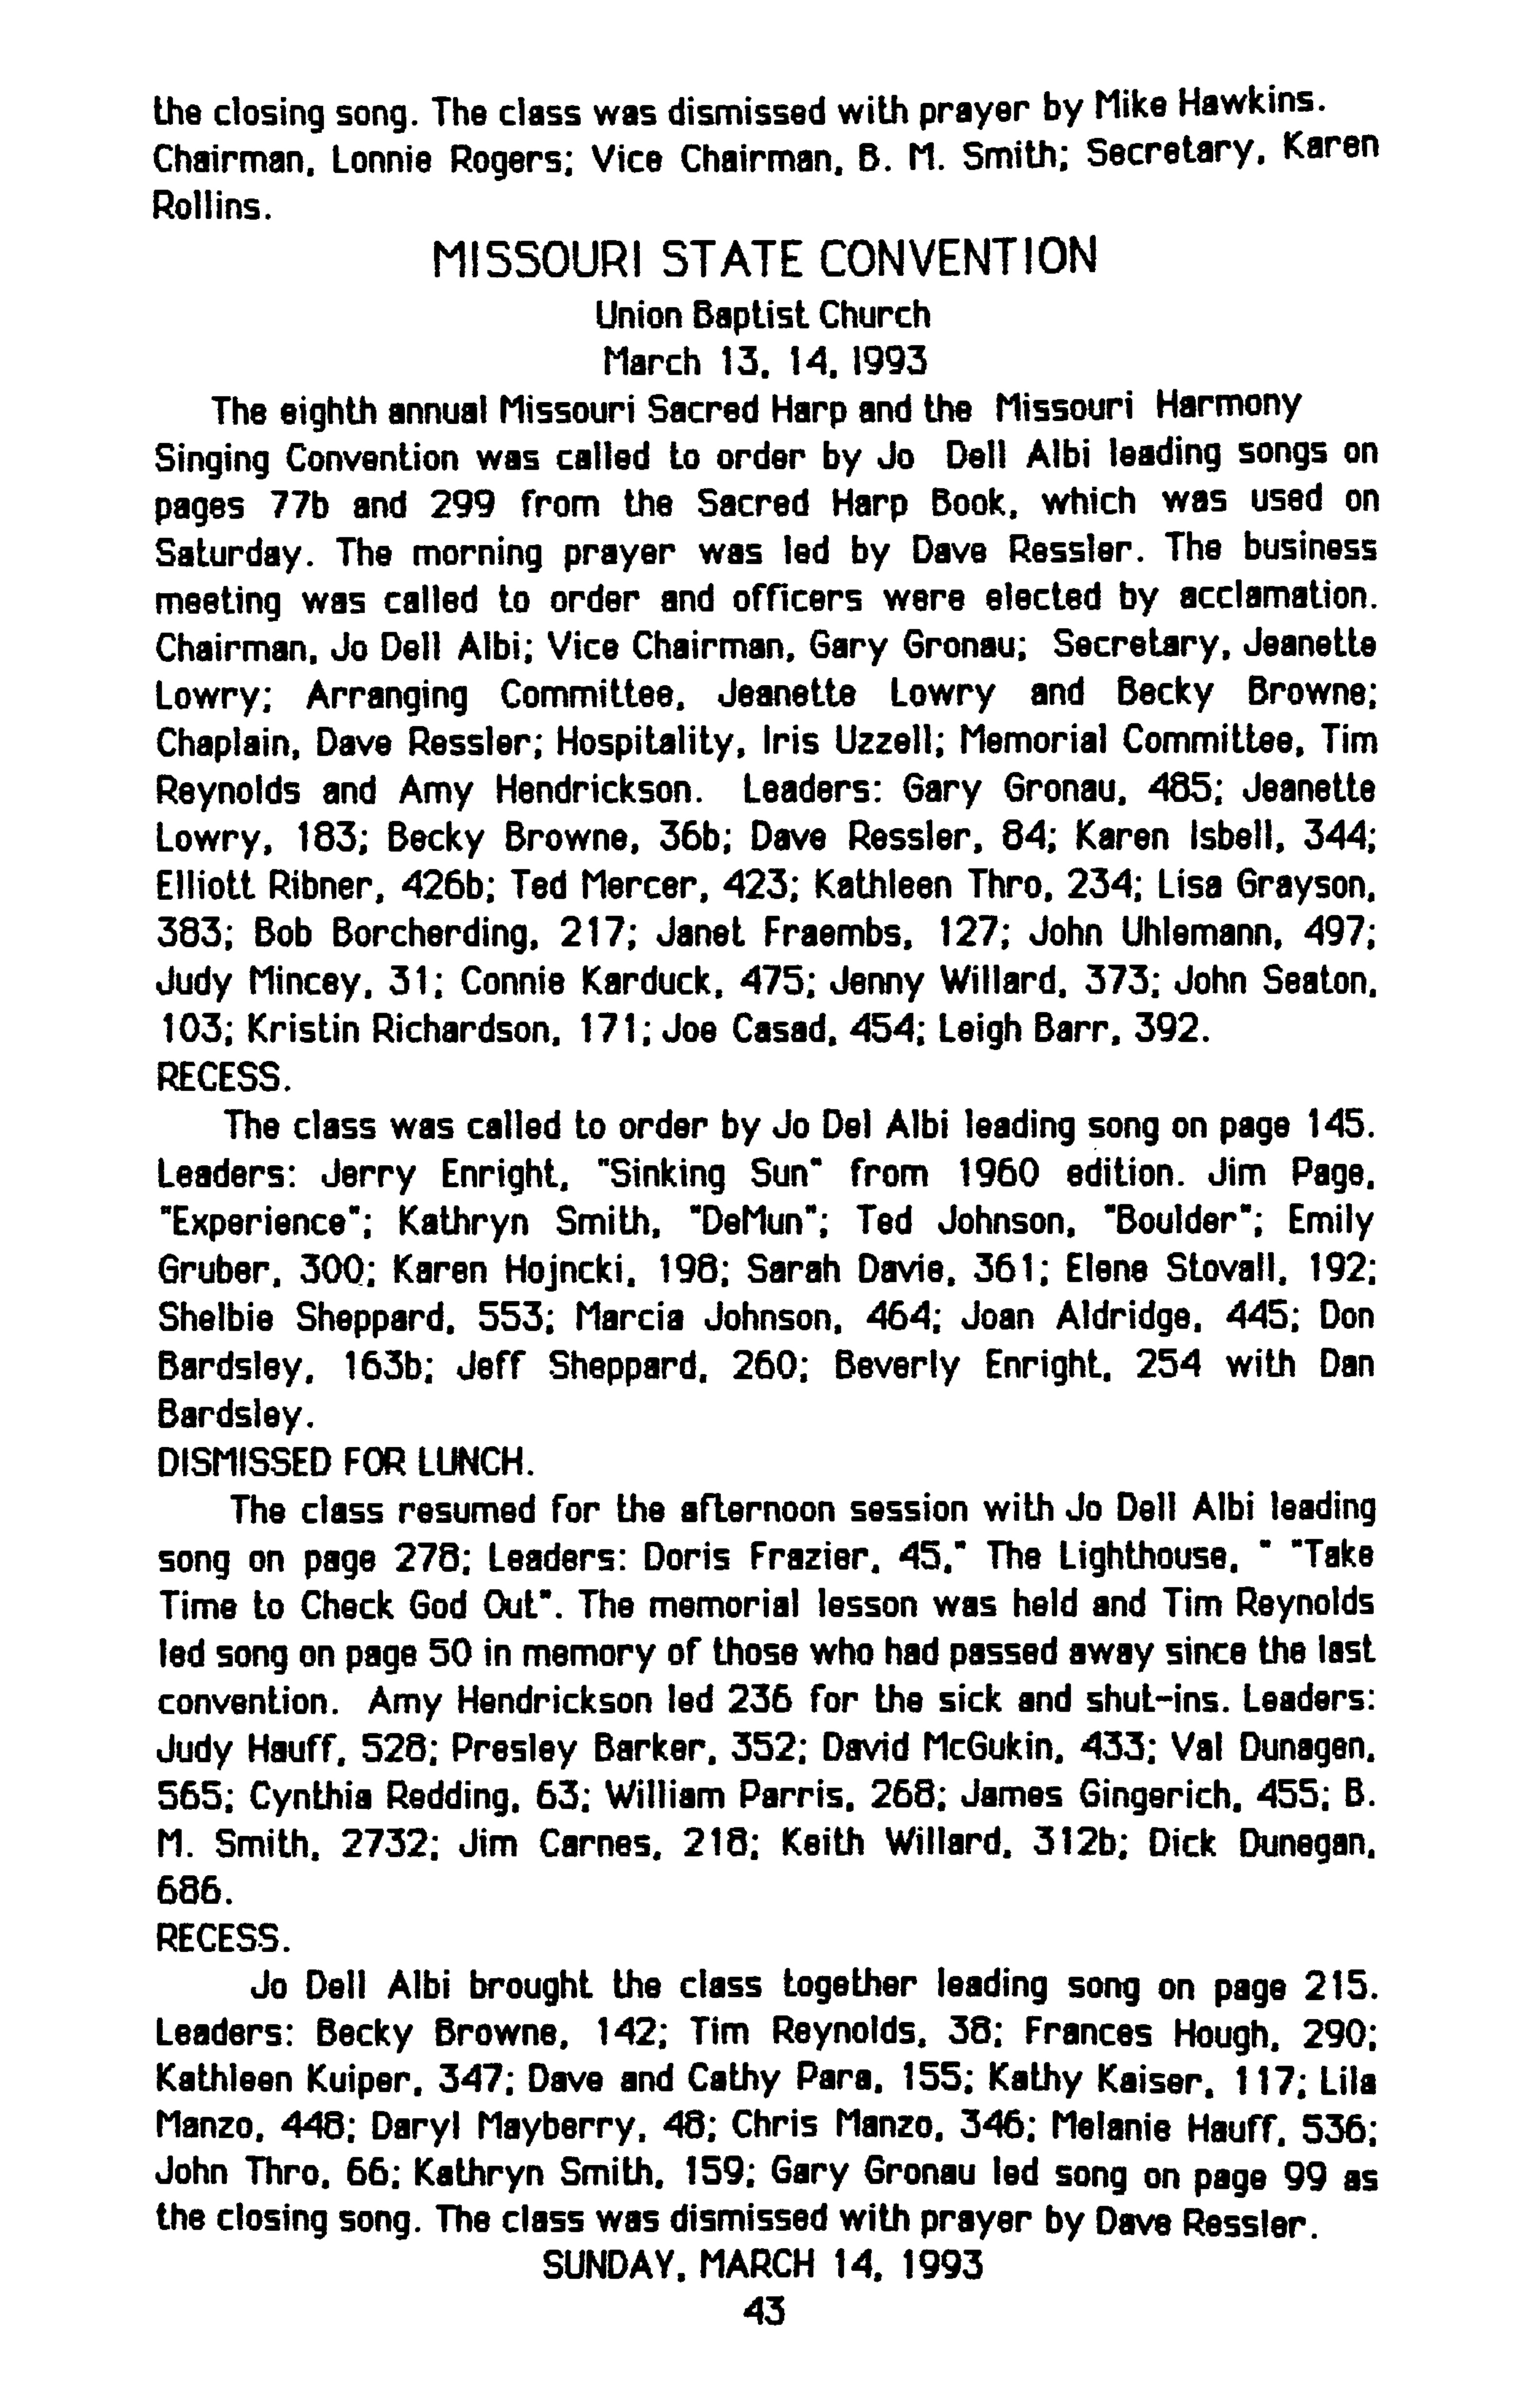 the closing song. The class was dismissed with prayer by Mike Hawkins.
Chairman, Lonnie Rogers; Vice Chairman, B. M. Smith; Secretary, Karen
Rollins.
MISSOURI STATE CONVENTION
Union Baptist Church
March 13, 14, 1993
The eighth annual Missouri Sacred Harp and the Missouri Harmony
Singing Convention was called to order by Jo Dell Albi leading songs on
pages 77b and 299 from the Sacred Harp Book, which was used on
Saturday. The morning prayer was led by Dave Ressler. The business
meeting was called to order and officers were elected by acclamation.
Chairman, Jo Dell Albi; Vice Chairman, Gary Gronau; Secretary, Jeanette
Lowry; Arranging Committee, Jeanette Lowry and Becky Browne;
Chaplain, Dave Ressler; Hospitality, Iris Uzzell; Memorial Committee, Tim
Reynolds and Amy Hendrickson. Leaders: Gary Gronau, 485; Jeanette
Lowry, 183; Becky Browne, 36b; Dave Ressler, 84; Karen Isbell, 344;
Elliott Ribner, 426b; Ted Mercer, 423; Kathleen Thro, 234; Lisa Grayson,
383; Bob Borcherding, 217; Janet Fraembs, 127; John Uhlemann, 497;
Judy Mincey, 31; Connie Karduck, 475; Jenny Willard, 373; John Seaton,
103; Kristin Richardson, 171; Joe Casad, 454; Leigh Barr, 392.
RECESS.
The class was called to order by Jo Del Albi leading song on page 145.
Leaders: Jerry Enright, "Sinking Sun" from 1960 edition. Jim Page,
"Experience"; Kathryn Smith, "DeMun"; Ted Johnson, "Boulder"; Emily
Gruber, 300; Karen Hojncki, 198; Sarah Davie, 361; Elene Stovall, 192;
Shelbie Sheppard, 553; Marcia Johnson, 464; Joan Aldridge, 445; Don
Bardsley, 163b; Jeff Sheppard, 260; Beverly Enright, 254 with Dan
Bardsley.
DISMISSED FOR LUNCH.
The class resumed for the afternoon session with Jo Dell Albi leading
song on page 278; Leaders: Doris Frazier, 45," The Lighthouse, " "Take
Time to Check God Out". The memorial lesson was held and Tim Reynolds
led song on page 50 in memory of those who had passed away since the last
convention. Amy Hendrickson led 236 for the sick and shut-ins. Leaders:
Judy Hauff, 528; Presley Barker, 352; David McGukin, 433; Val Dunagen,
565; Cynthia Redding, 63; William Parris, 268; James Gingerich, 455; B.
M. Smith, 2732; Jim Carnes, 218; Keith Willard, 312b; Dick Dunegan,
686.
RECESS.
Jo Dell Albi brought the class together leading song on page 215.
Leaders: Becky Browne, 142; Tim Reynolds, 38; Frances Hough, 290;
Kathleen Kuiper, 347; Dave and Cathy Para, 155; Kathy Kaiser, 117; Lila
Manzo, 448; Daryl Mayberry, 48; Chris Manzo, 346; Melanie Hauff, 536;
John Thro, 66; Kathryn Smith, 159; Gary Gronau led song on page 99 as
the closing song. The class was dismissed with prayer by Dave Ressler.
SUNDAY, MARCH 14, 1993
43